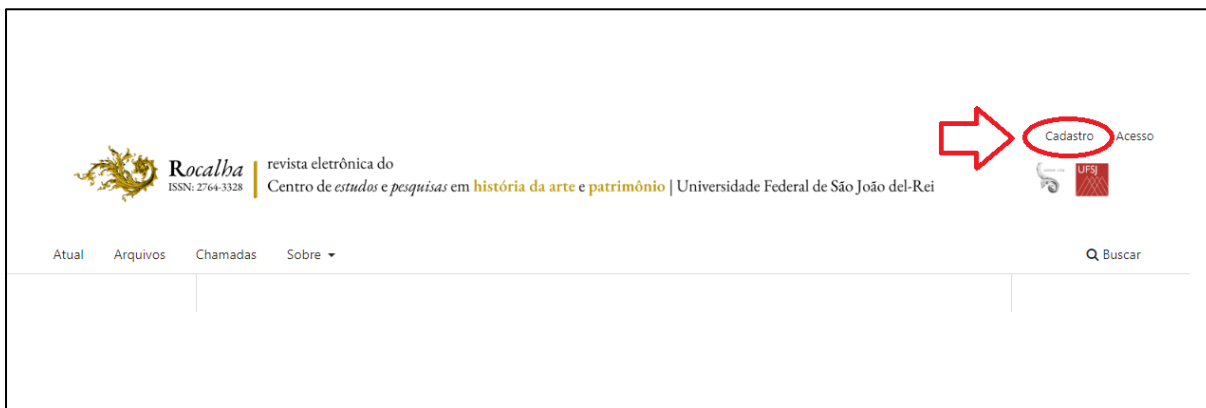 Cadastro Acesso
Rocalha revista eletrônica do
ISSN: 2764-3328 Centro de estudos e pesquisas em história da arte e patrimônio | Universidade Federal de São João del-Rei
UFSJ
Atual Arquivos Chamadas Sobre Buscar